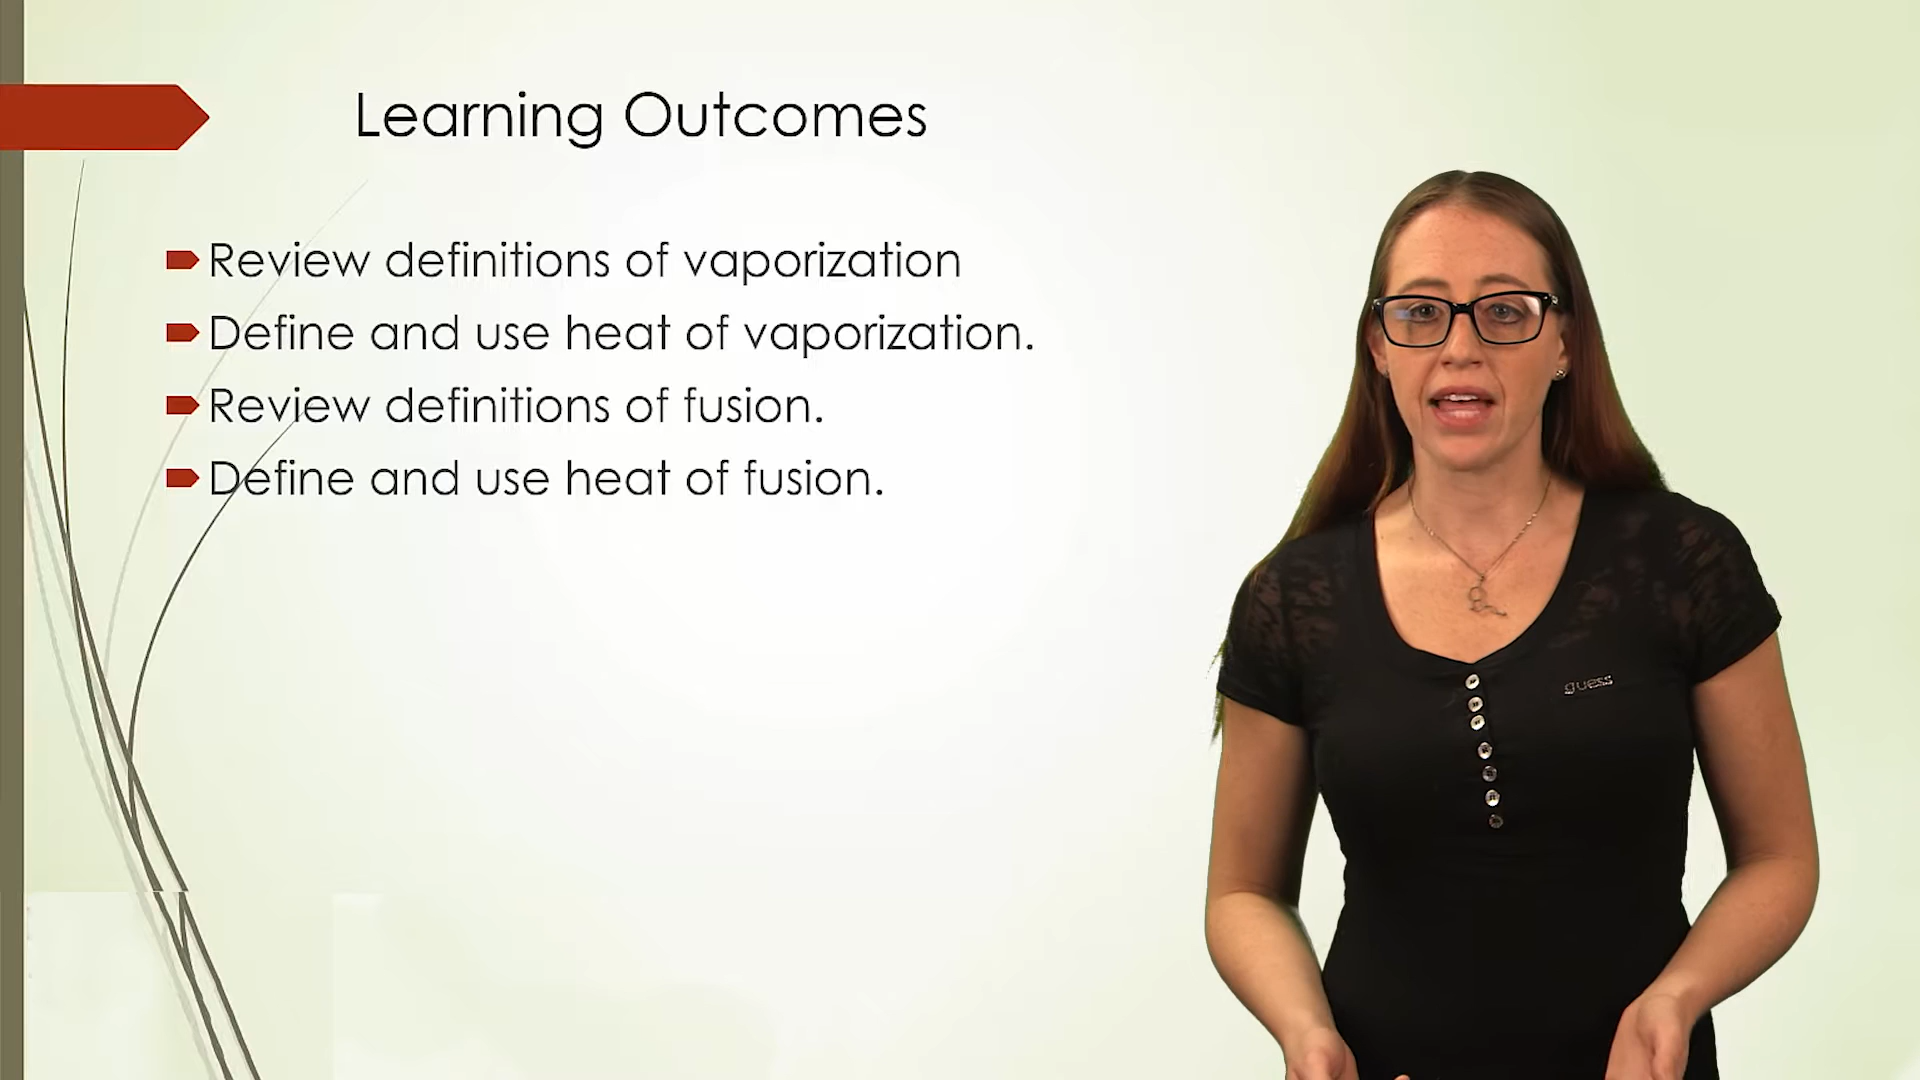 Learning Outcomes
Review definitions of vaporization
Define and use heat of vaporization.
Review definitions of fusion.
Define and use heat of fusion.
guess